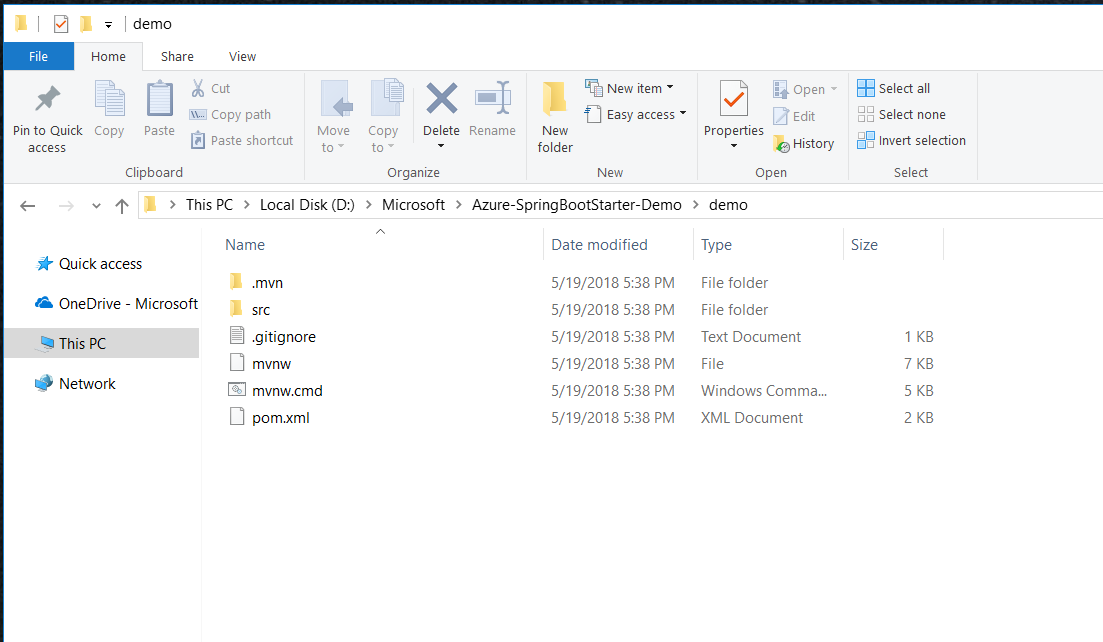 demo
File Home Share View
Pin to Quick access
Copy
Paste
Cut
Copy path
Paste shortcut
Clipboard
Move to
Copy to
Delete
Rename
Organize
New folder
New item
Easy access
New
Properties
Open
Edit
History
Open
Select all
Select none
Invert selection
Select
This PC > Local Disk (D:) > Microsoft > Azure-SpringBootStarter-Demo > demo
Quick access
OneDrive - Microsoft
This PC
Network
Name Date modified Type Size
.mvn 5/19/2018 5:38 PM File folder
src 5/19/2018 5:38 PM File folder
.gitignore 5/19/2018 5:38 PM Text Document 1 KB
mvnw 5/19/2018 5:38 PM File 7 KB
mvnw.cmd 5/19/2018 5:38 PM Windows Comma... 5 KB
pom.xml 5/19/2018 5:38 PM XML Document 2 KB